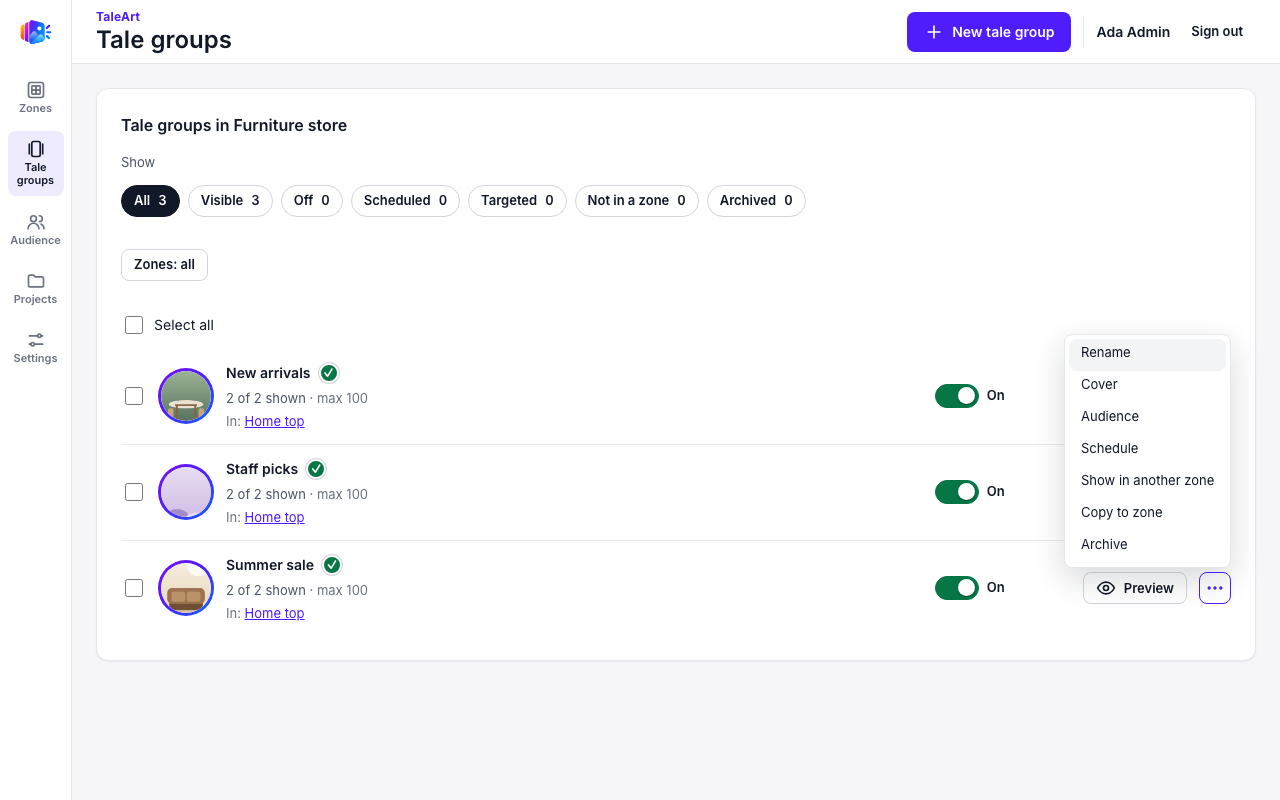 TaleArt
Tale groups
New tale group
Ada Admin
Sign out
Zones
Tale
groups
Audience
Projects
Settings
Tale groups in Furniture store
Show
All 3
Visible 3
Off 0
Scheduled 0
Targeted 0
Not in a zone 0
Archived 0
Zones: all
Select all
New arrivals
2 of 2 shown · max 100
In: Home top
On
Staff picks
2 of 2 shown · max 100
In: Home top
On
Summer sale
2 of 2 shown · max 100
In: Home top
On
Rename
Cover
Audience
Schedule
Show in another zone
Copy to zone
Archive
Preview